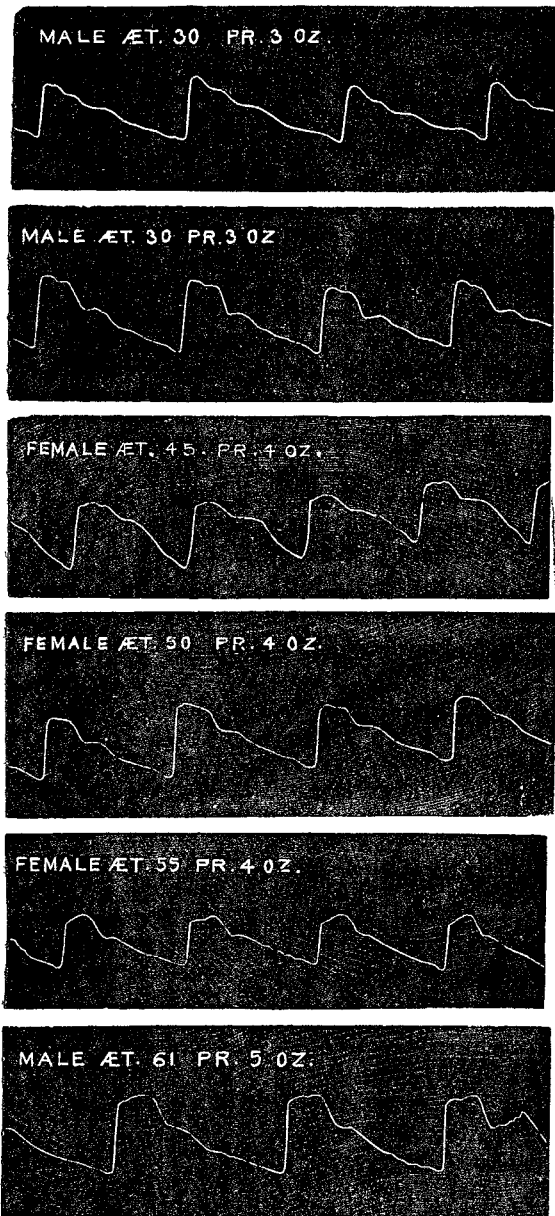 MALE ÆT. 30 PR. 3 OZ.
MALE ÆT. 30 PR. 3 OZ
FEMALE ÆT. 45. PR. 4 OZ.
FEMALE ÆT. 50 PR. 4 OZ.
FEMALE ÆT. 55 PR. 4 OZ.
MALE ÆT. 61 PR. 5 OZ.